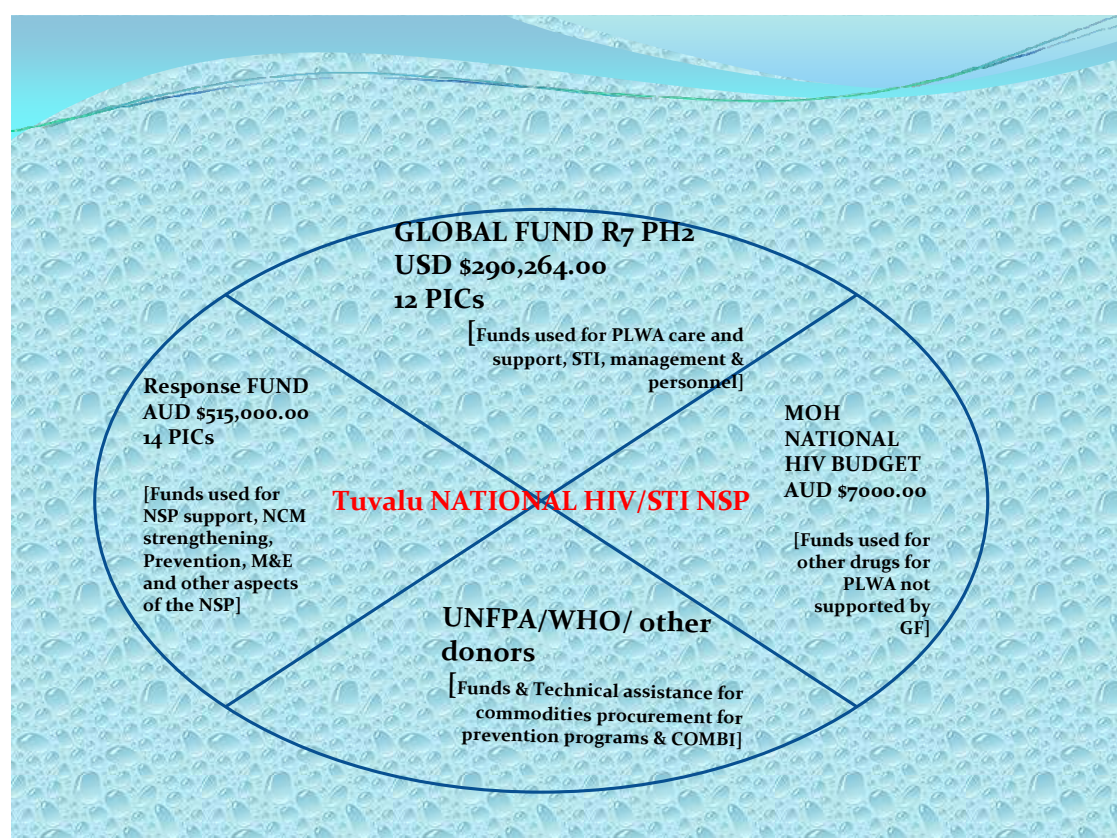 GLOBAL FUND R7 PH2
USD $290,264.00
12 PICs
[Funds used for PLWA care and
support, STI, management &
personnel]
Response FUND
AUD $515,000.00
14 PICs
[Funds used for
NSP support, NCM
strengthening,
Prevention, M&E
and other aspects
of the NSP]
Tuvalu NATIONAL HIV/STI NSP
MOH
NATIONAL
HIV BUDGET
AUD $7000.00
[Funds used for
other drugs for
PLWA not
supported by
GF]
UNFPA/WHO/ other
donors
[Funds & Technical assistance for
commodities procurement for
prevention programs & COMBI]